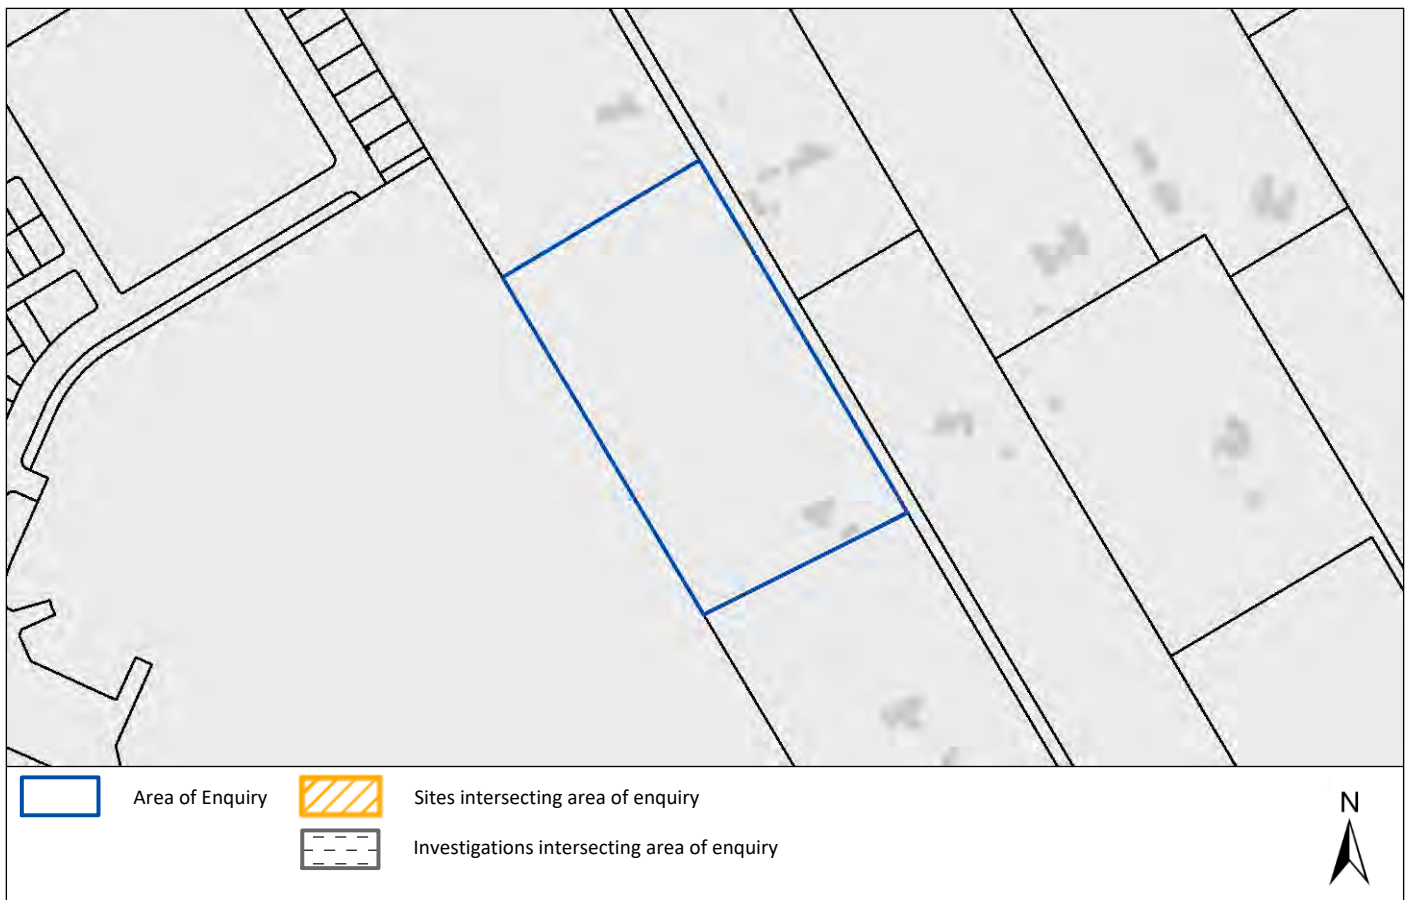 Area of Enquiry
Sites intersecting area of enquiry
Investigations intersecting area of enquiry
N